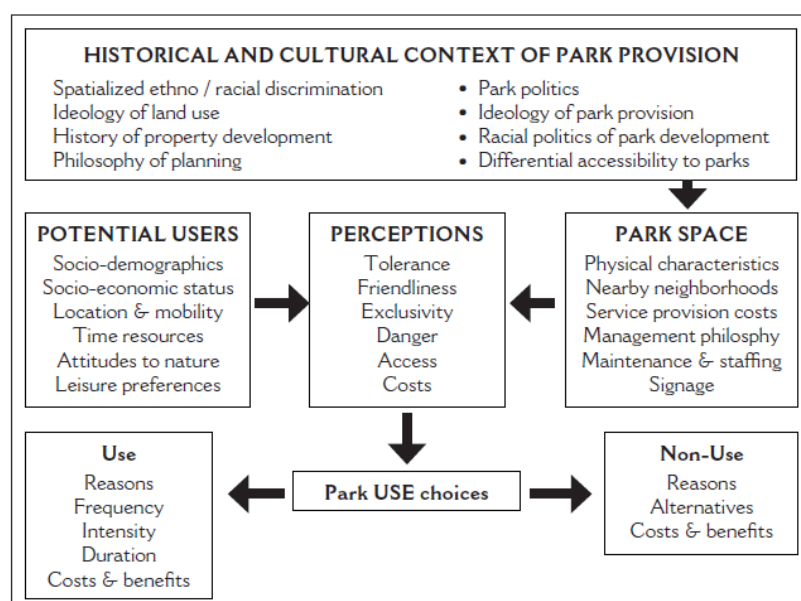 HISTORICAL AND CULTURAL CONTEXT OF PARK PROVISION
Spatialized ethno / racial discrimination
Ideology of land use
History of property development
Philosophy of planning
• Park politics
• Ideology of park provision
• Racial politics of park development
• Differential accessibility to parks
POTENTIAL USERS
Socio-demographics
Socio-economic status
Location & mobility
Time resources
Attitudes to nature
Leisure preferences
PERCEPTIONS
Tolerance
Friendliness
Exclusivity
Danger
Access
Costs
PARK SPACE
Physical characteristics
Nearby neighborhoods
Service provision costs
Management philosphy
Maintenance & staffing
Signage
Use
Reasons
Frequency
Intensity
Duration
Costs & benefits
Park USE choices
Non-Use
Reasons
Alternatives
Costs & benefits